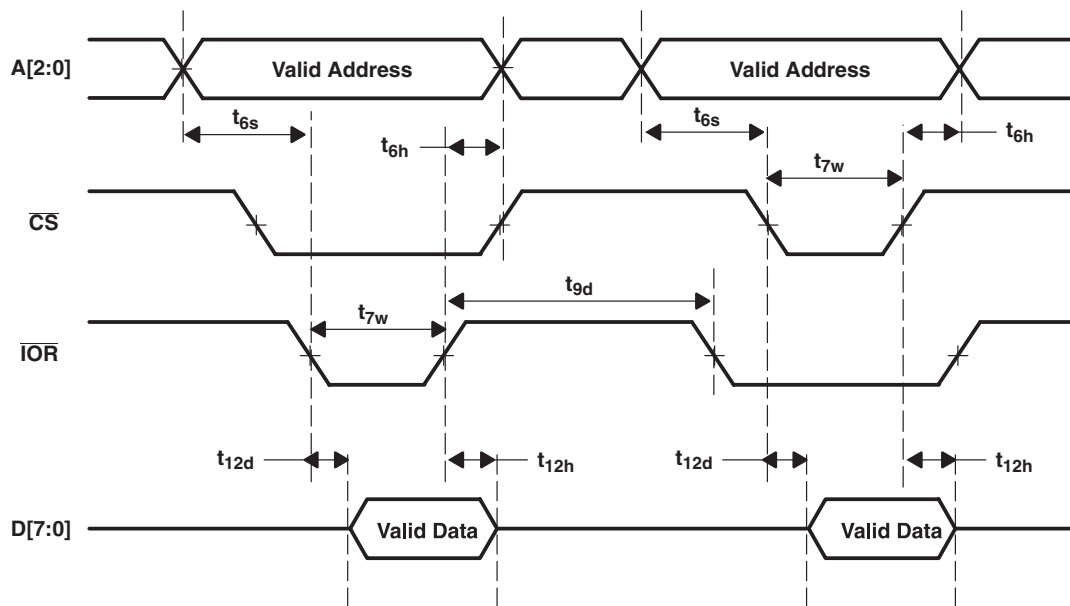 A[2:0] Valid Address Valid Address
t6s t6h t6s t6h
t7w
CS
t9d
t7w
IOR
t12d t12h t12d t12h
D[7:0] Valid Data Valid Data